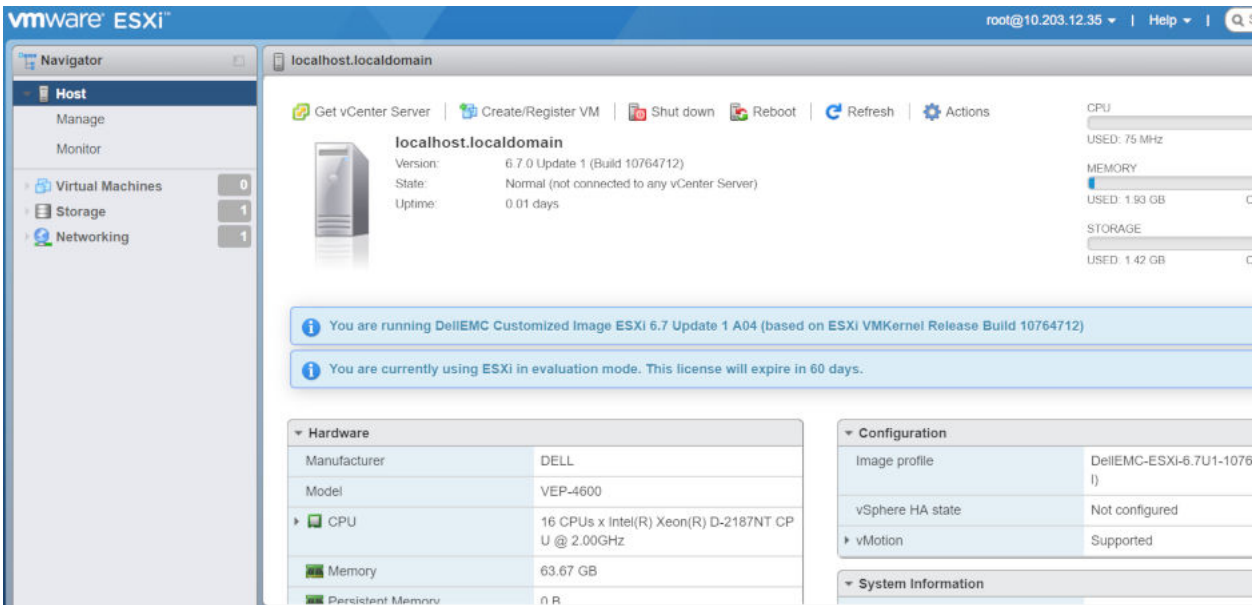 vmware ESXi™
root@10.203.12.35 | Help |
Navigator
localhost.localdomain
Host
Manage
Monitor
Virtual Machines 0
Storage 1
Networking 1
Get vCenter Server | Create/Register VM | Shut down Reboot | Refresh | Actions
localhost.localdomain
Version: 6.7.0 Update 1 (Build 10764712)
State: Normal (not connected to any vCenter Server)
Uptime: 0.01 days
CPU
USED: 75 MHz
MEMORY
USED: 1.93 GB
STORAGE
USED: 1.42 GB
You are running DellEMC Customized Image ESXi 6.7 Update 1 A04 (based on ESXi VMKernel Release Build 10764712)
You are currently using ESXi in evaluation mode. This license will expire in 60 days.
Hardware
Manufacturer DELL
Model VEP-4600
CPU 16 CPUs x Intel(R) Xeon(R) D-2187NT CP
U @ 2.00GHz
Memory 63.67 GB
Persistent Memory 0 B
Configuration
Image profile DellEMC-ESXi-6.7U1-1076
l)
vSphere HA state Not configured
vMotion Supported
System Information